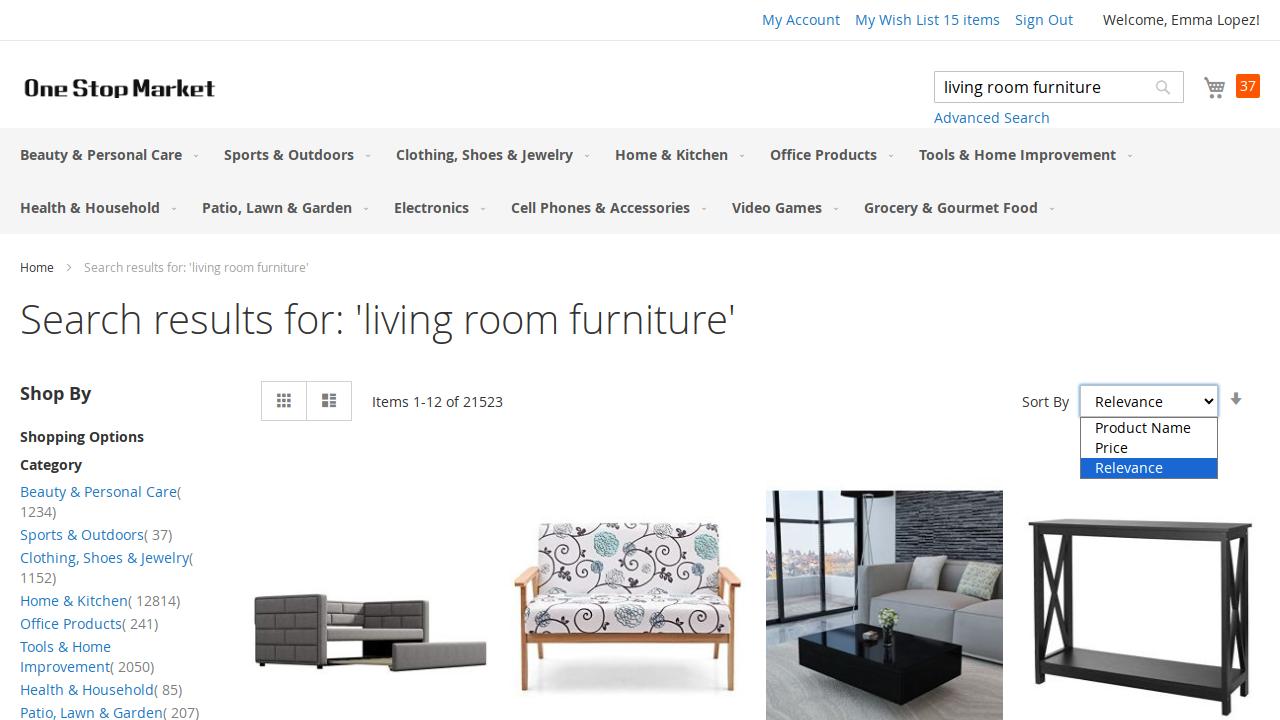 My Account My Wish List 15 items Sign Out Welcome, Emma Lopez!
One Stop Market
living room furniture
37
Advanced Search
Beauty & Personal Care Sports & Outdoors Clothing, Shoes & Jewelry Home & Kitchen Office Products Tools & Home Improvement
Health & Household Patio, Lawn & Garden Electronics Cell Phones & Accessories Video Games Grocery & Gourmet Food
Home Search results for: 'living room furniture'
Search results for: 'living room furniture'
Shop By
Items 1-12 of 21523
Sort By Relevance
Product Name
Price
Relevance
Shopping Options
Category
Beauty & Personal Care( 
1234)
Sports & Outdoors( 37)
Clothing, Shoes & Jewelry( 
1152)
Home & Kitchen( 12814)
Office Products( 241)
Tools & Home
Improvement( 2050)
Health & Household( 85)
Patio, Lawn & Garden( 207)